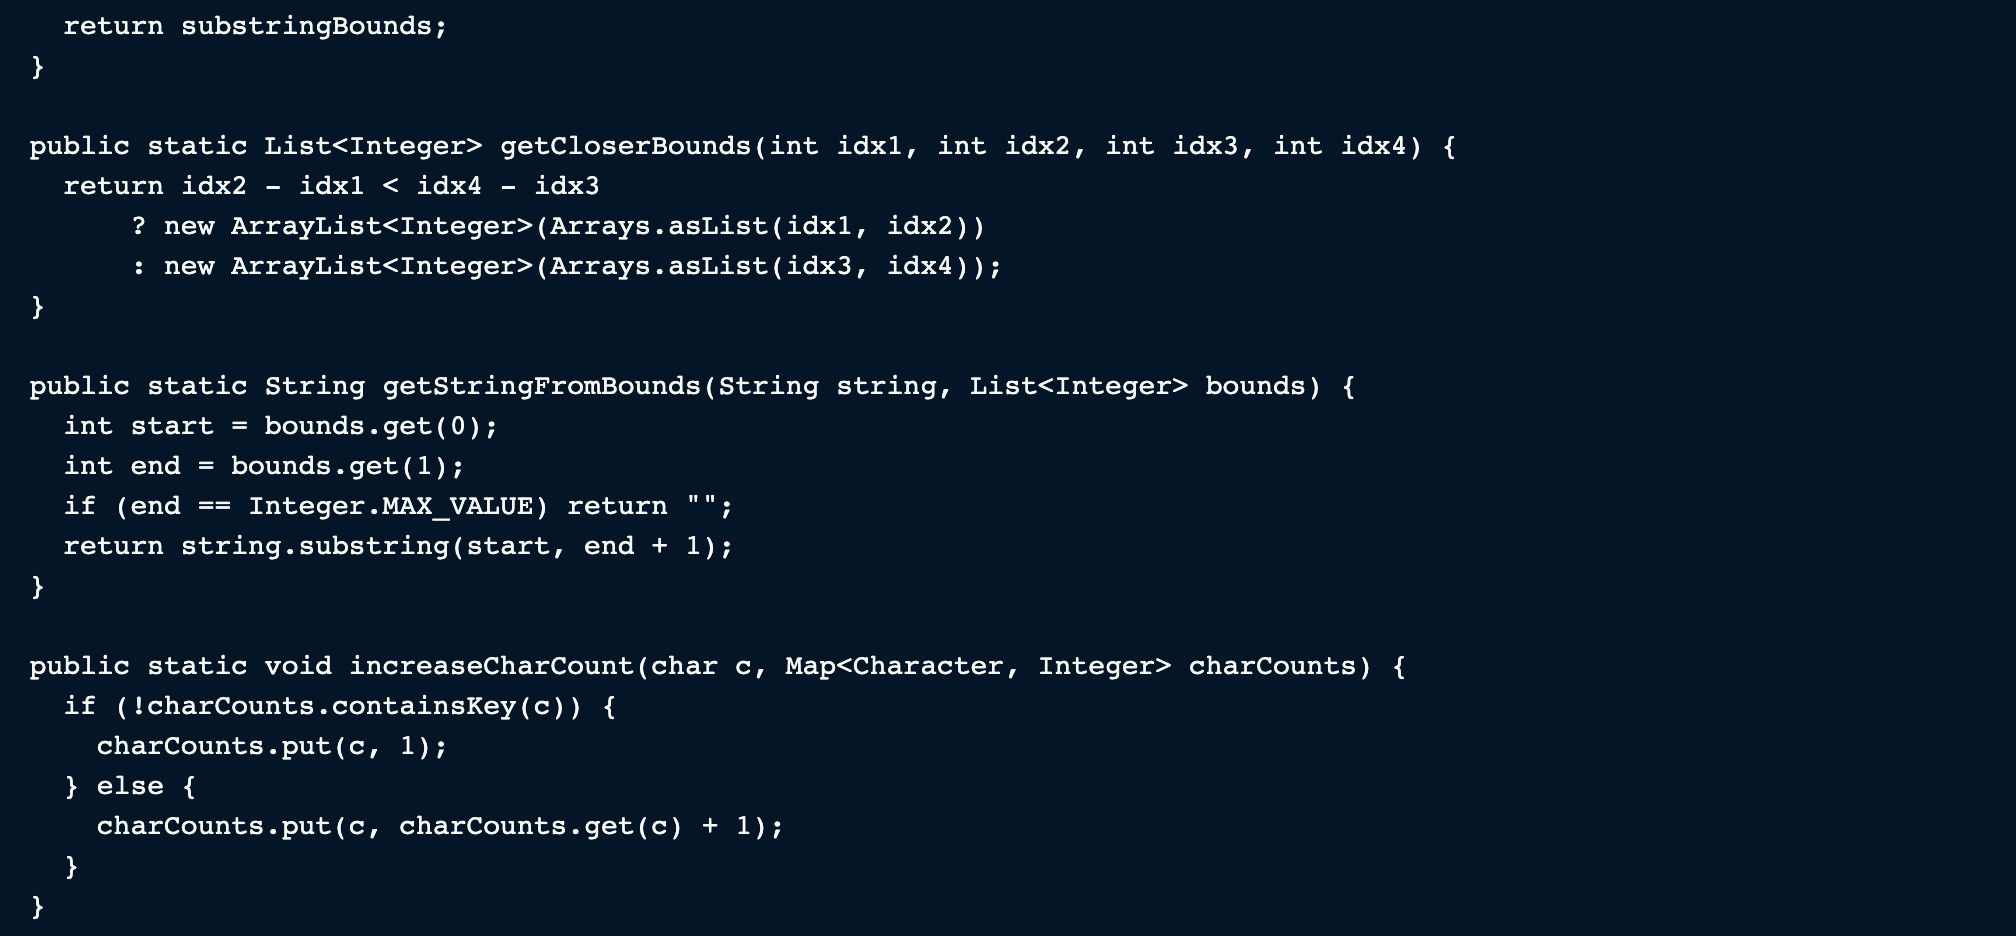 return substringBounds;
}
public static List<Integer> getCloserBounds(int idx1, int idx2, int idx3, int idx4) {
return idx2 - idx1 < idx4 - idx3
? new ArrayList<Integer>(Arrays.asList(idx1, idx2))
: new ArrayList<Integer>(Arrays.asList(idx3, idx4));
}
public static String getStringFromBounds(String string, List<Integer> bounds) {
int start = bounds.get(0);
int end = bounds.get(1);
if (end == Integer.MAX_VALUE) return "";
return string.substring(start, end + 1);
}
public static void increaseCharCount(char c, Map<Character, Integer> charCounts) {
if (!charCounts.containsKey(c)) {
charCounts.put(c, 1);
} else {
charCounts.put(c, charCounts.get(c) + 1);
}
}